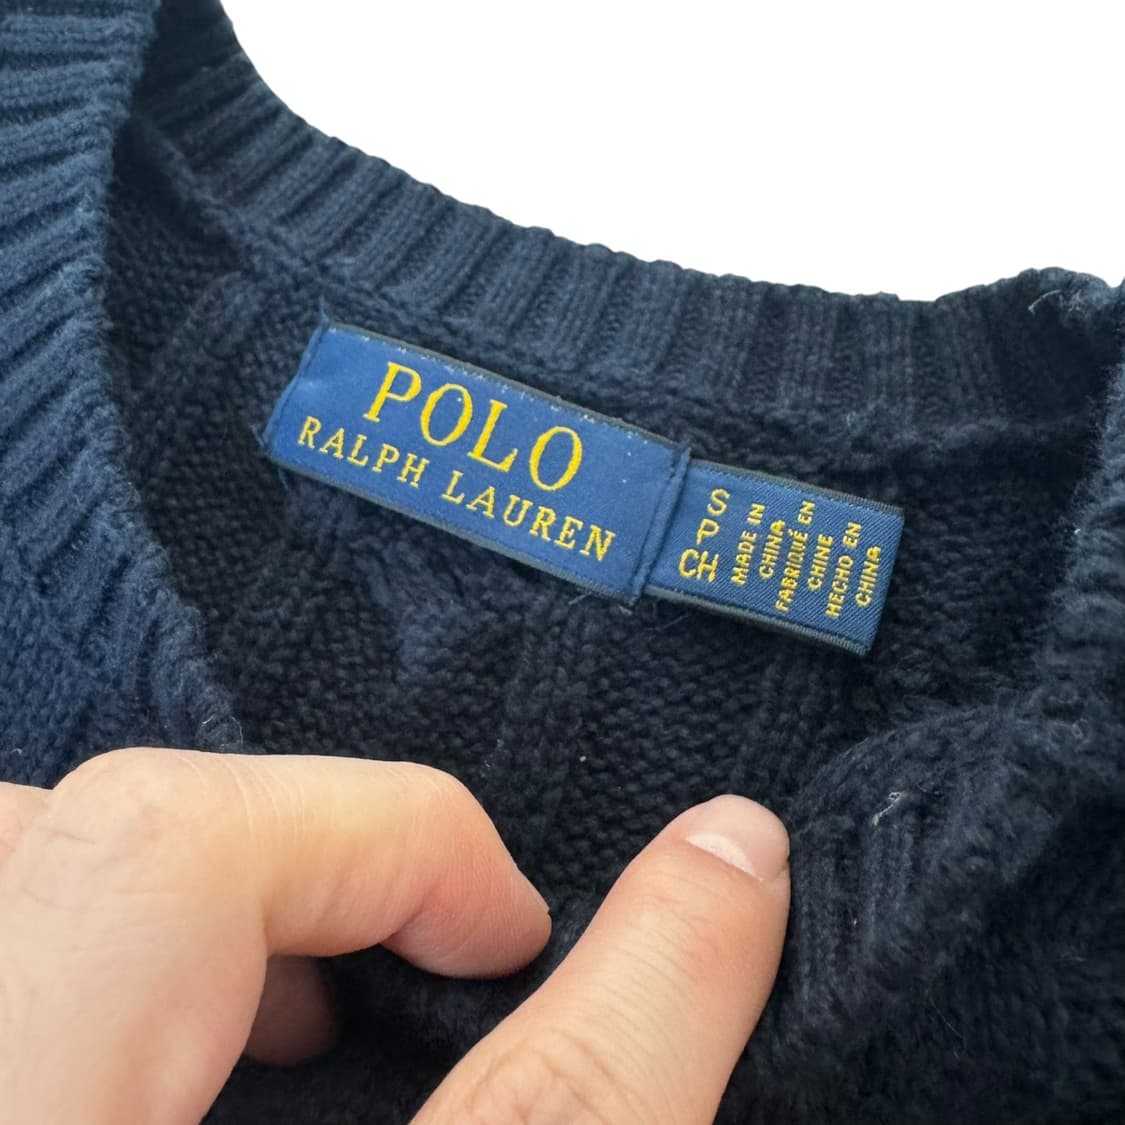 POLO
RALPH LAUREN
S
P
CH
MADE IN
CHINA
FABRIQUÉ EN
CHINE
HECHO EN
CHINA